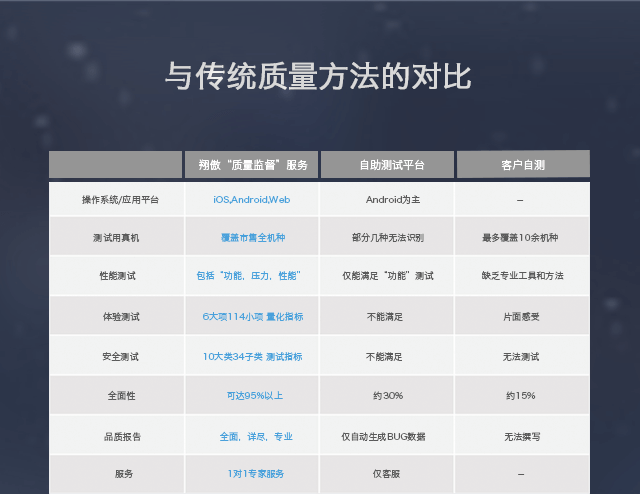 与传统质量方法的对比
翔傲“质量监督”服务 自助测试平台 客户自测
操作系统/应用平台 iOS,Android,Web Android为主 –
测试用真机 覆盖市售全机种 部分几种无法识别 最多覆盖10余机种
性能测试 包括“功能，压力，性能” 仅能满足“功能”测试 缺乏专业工具和方法
体验测试 6大项114小项 量化指标 不能满足 片面感受
安全测试 10大类34子类 测试指标 不能满足 无法测试
全面性 可达95%以上 约30% 约15%
品质报告 全面，详尽，专业 仅自动生成BUG数据 无法撰写
服务 1对1专家服务 仅客服 –